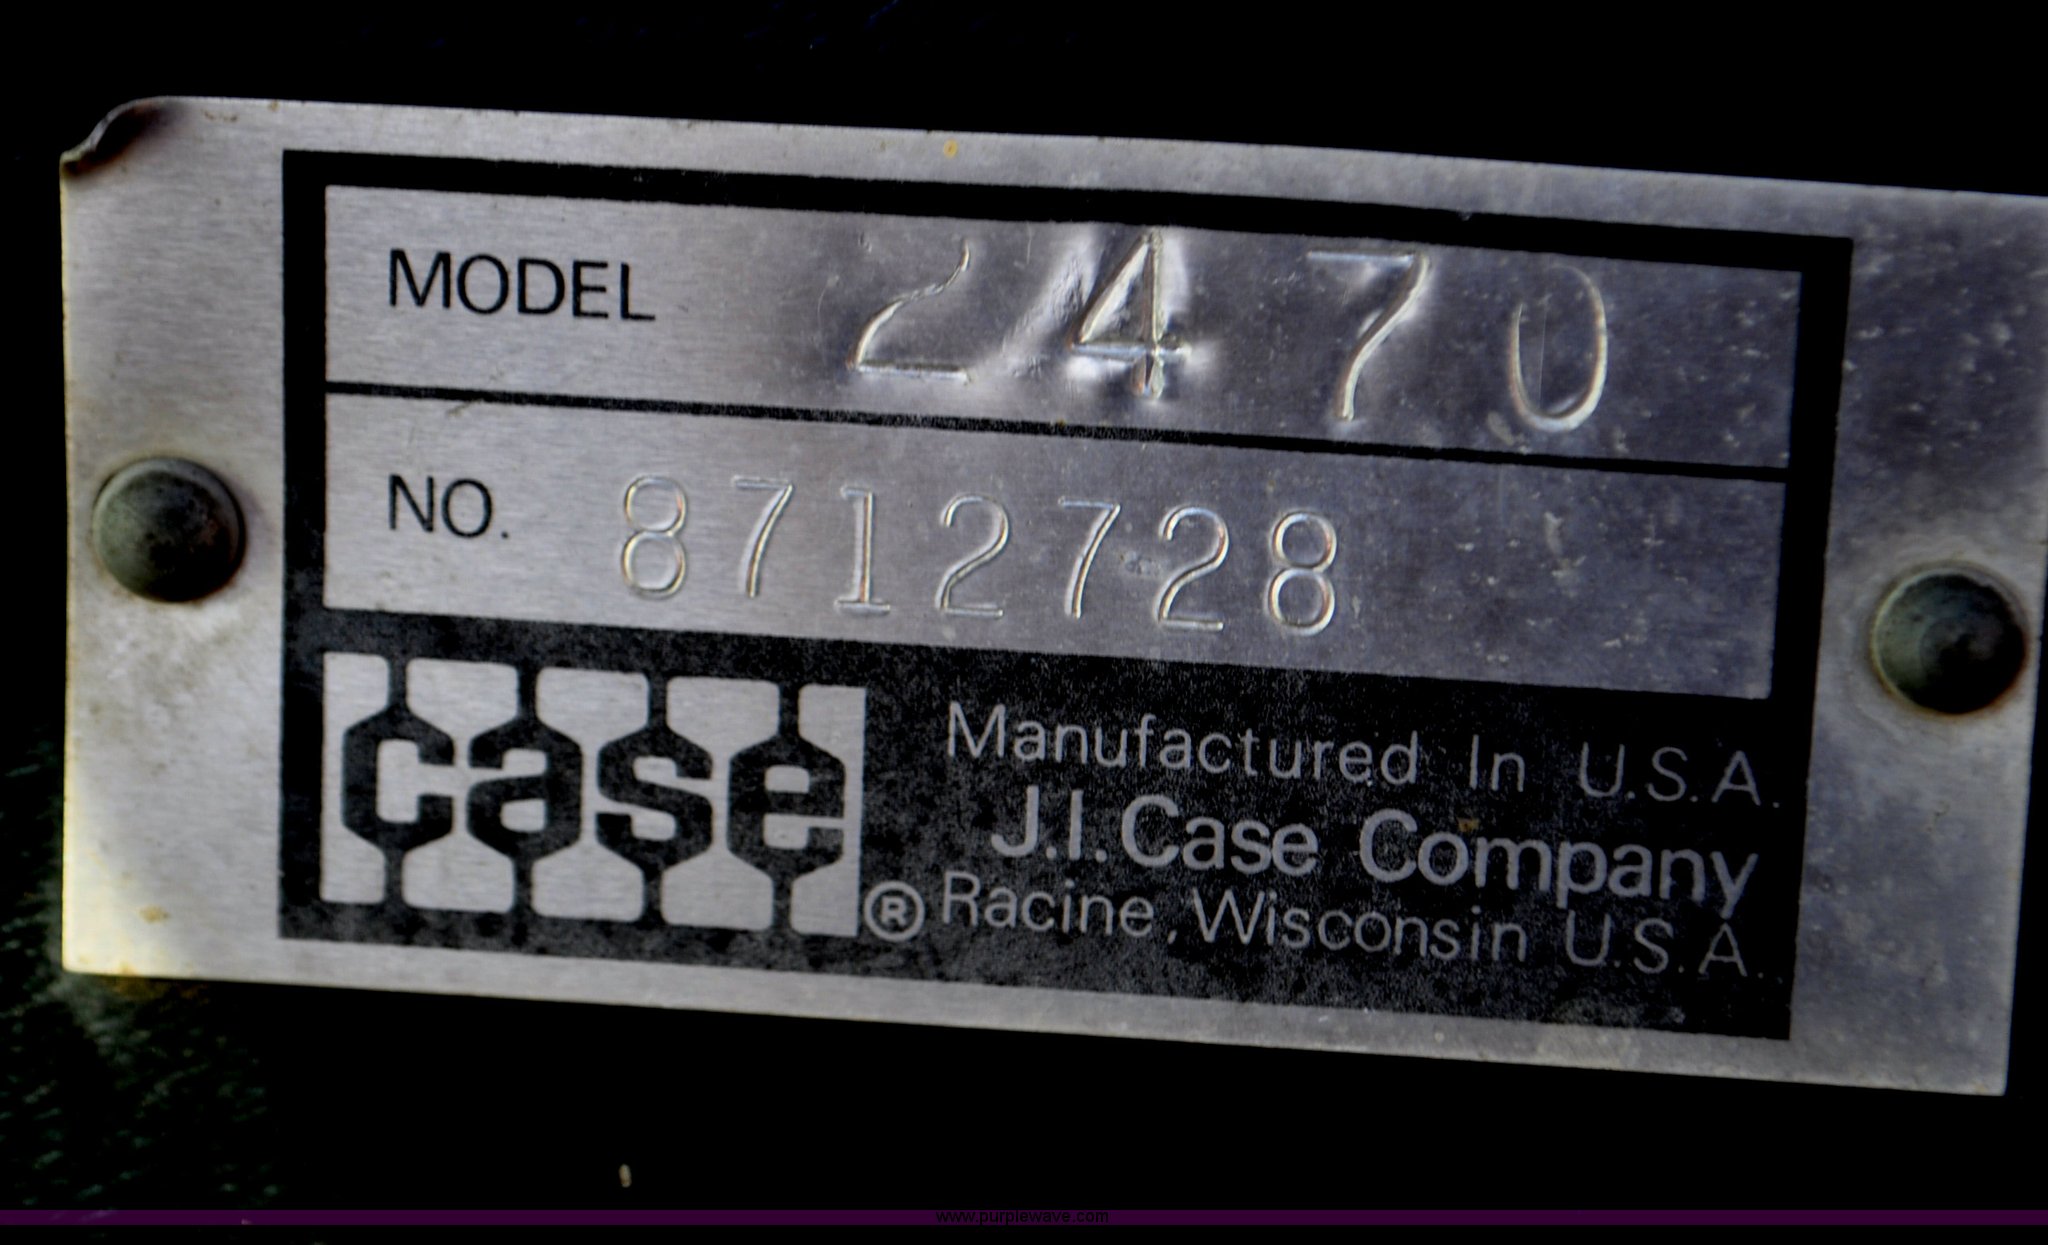 MODEL 2470
NO. 8712728
case
Manufactured In U.S.A.
J.I. Case Company
® Racine, Wisconsin U.S.A.
www.purplewave.com